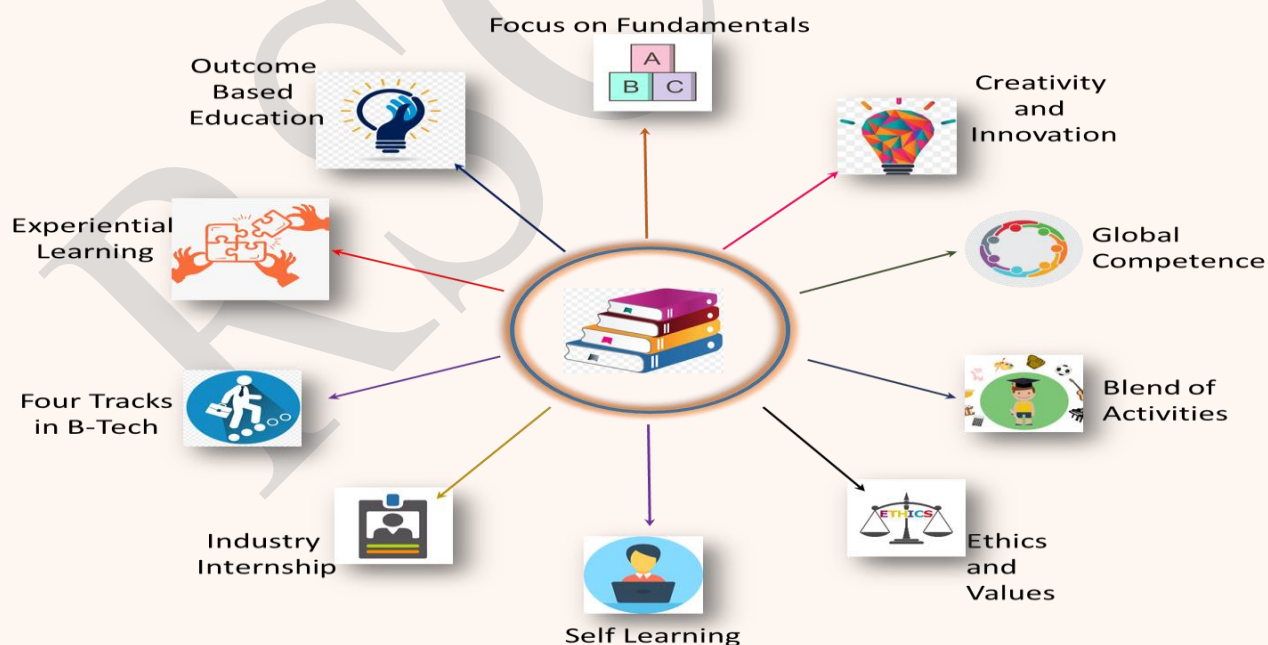 Focus on Fundamentals
A
B C
Outcome
Based
Education
Creativity
and
Innovation
Experiential
Learning
Global
Competence
Four Tracks
in B-Tech
Blend of
Activities
Industry
Internship
ETHICS
Ethics
and
Values
Self Learning